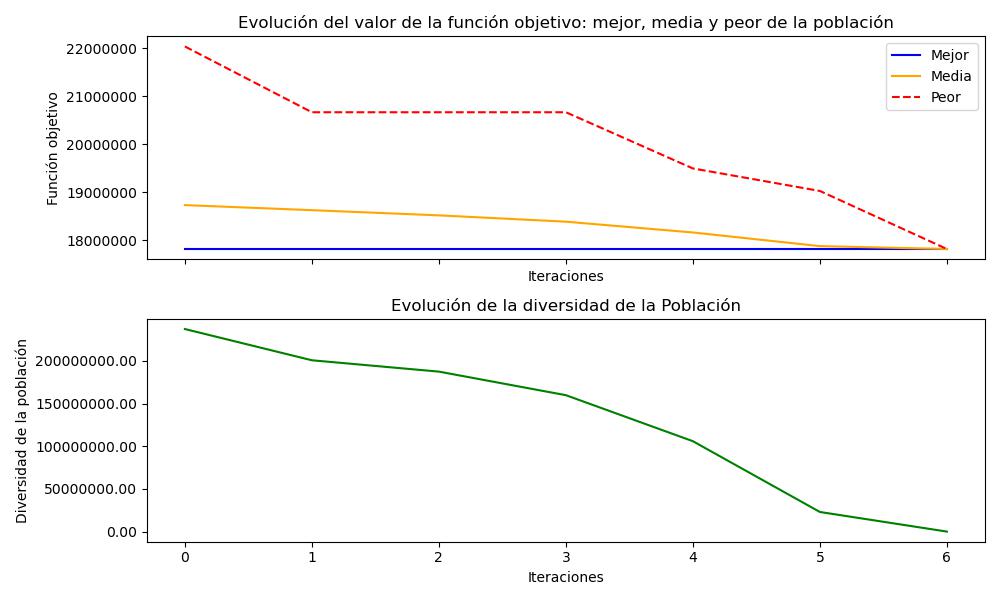 Evolución del valor de la función objetivo: mejor, media y peor de la población
Función objetivo
22000000
21000000
20000000
19000000
18000000
Mejor
Media
Peor
Iteraciones
Evolución de la diversidad de la Población
Diversidad de la población
200000000.00
150000000.00
100000000.00
50000000.00
0.00
0 1 2 3 4 5 6
Iteraciones